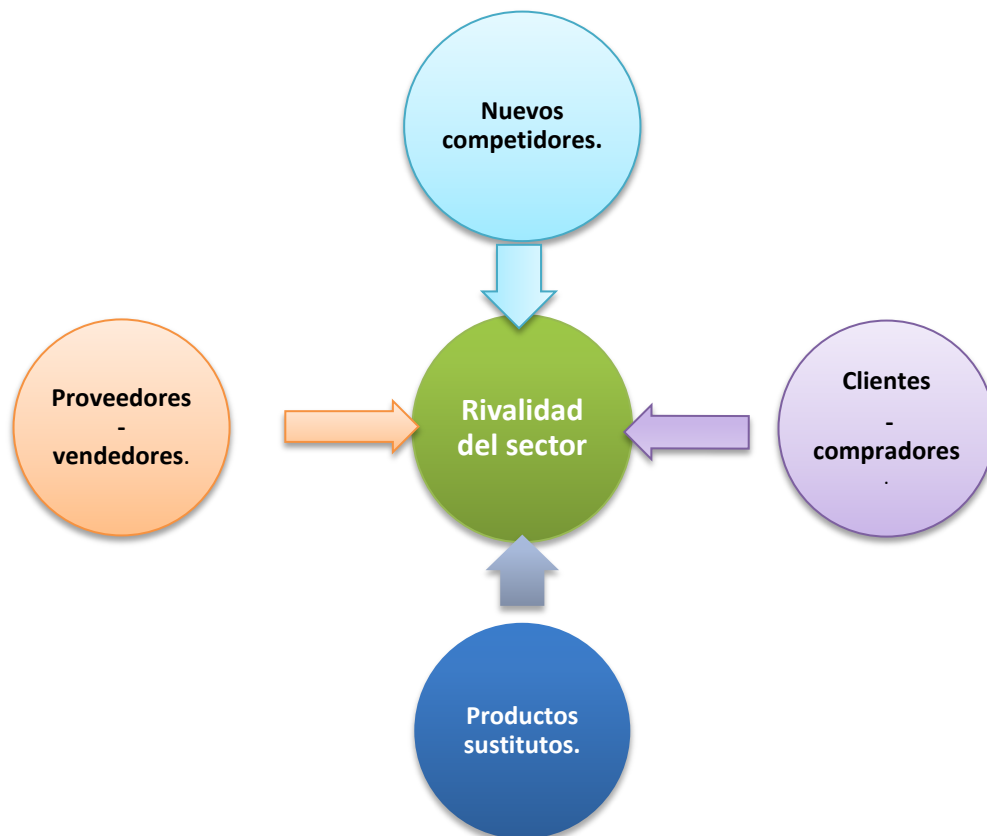 Nuevos
competidores.
Proveedores
-
vendedores.
Rivalidad
del sector
Clientes
-
compradores
.
Productos
sustitutos.